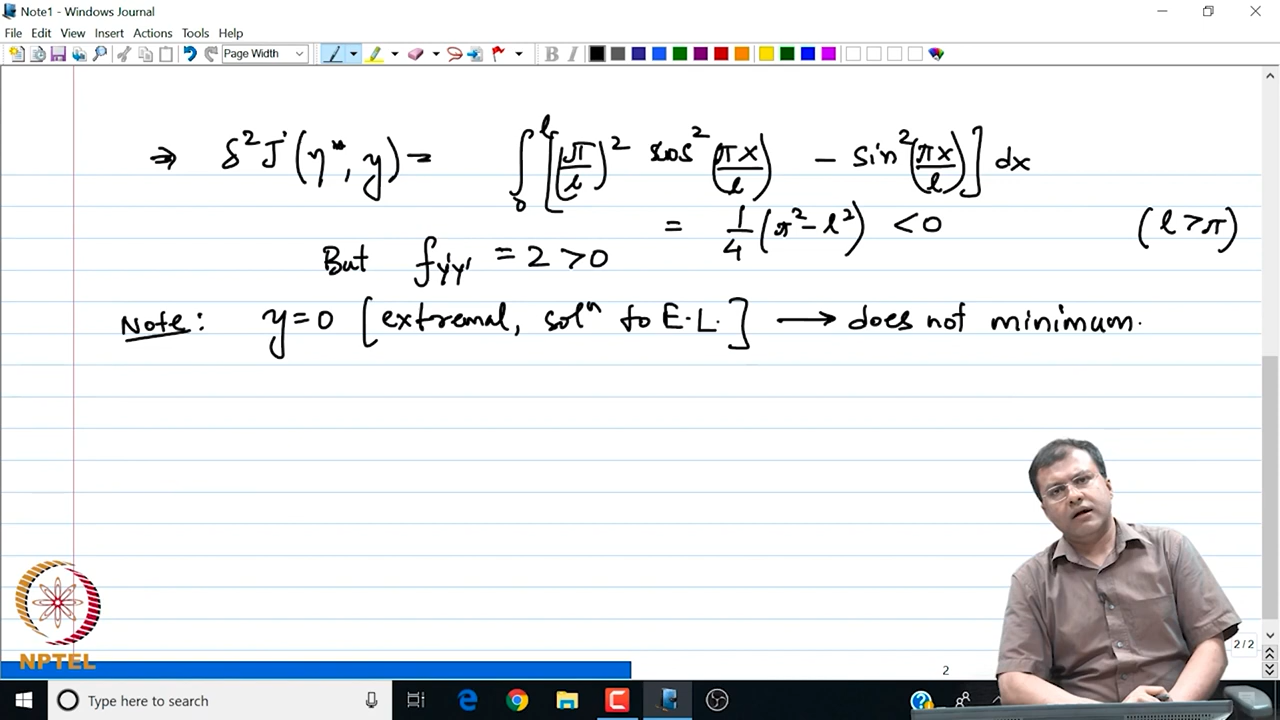 Note1 - Windows Journal
File Edit View Insert Actions Tools Help
Page Width B I
⇒ δ²J(η*, y) = ∫₀ˡ [(π/l)² cos²(πx/l) − sin²(πx/l)] dx
= 1/4 (π² − l²) < 0 (l > π)
But f_y'y' = 2 > 0
Note: y = 0 [extremal, solⁿ to E.L.] → does not minimum.
NPTEL
2
2 / 2
Type here to search